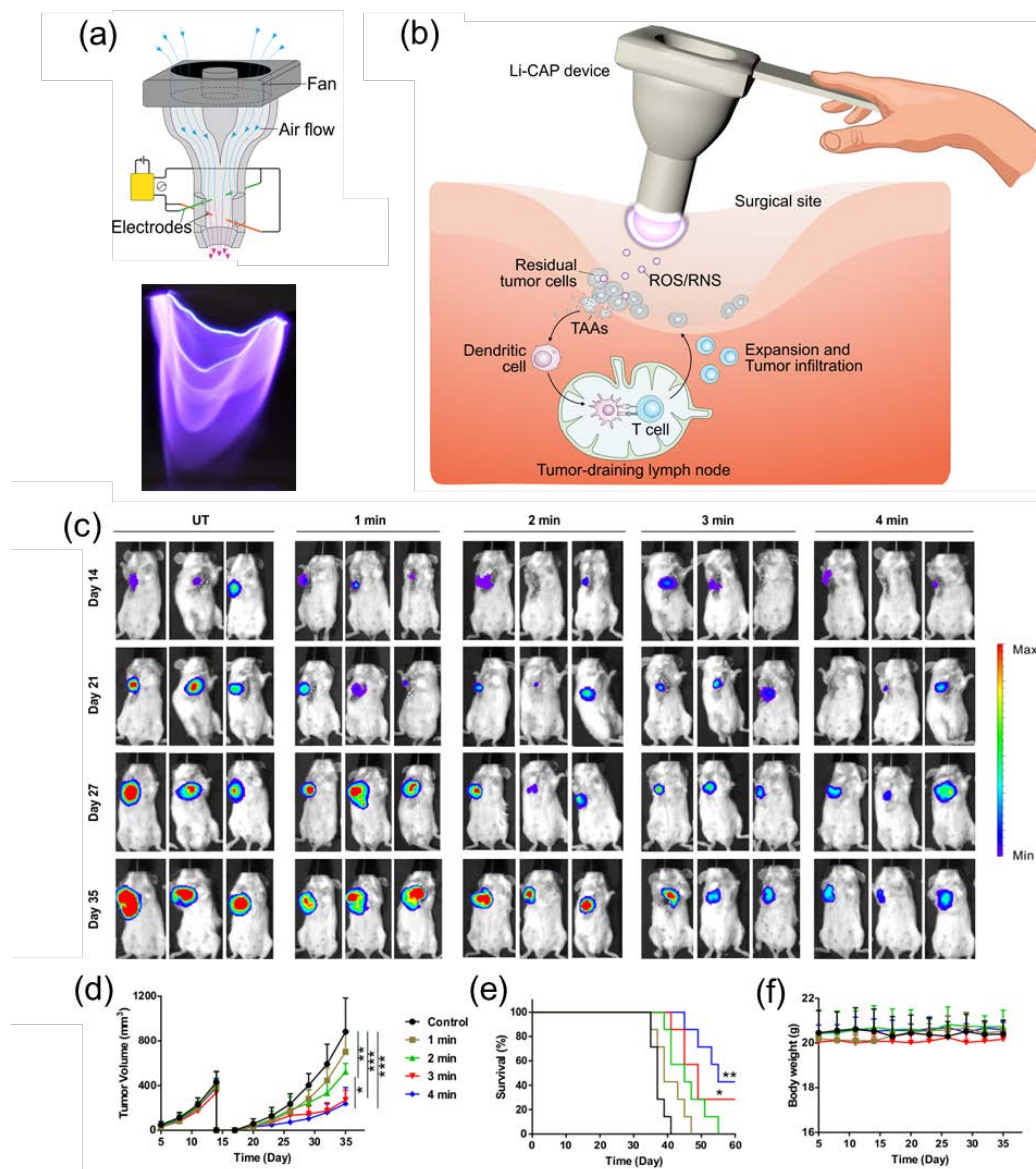 (a)
Fan
Air flow
Electrodes
(b)
Li-CAP device
Surgical site
Residual
tumor cells
ROS/RNS
TAAs
Dendritic
cell
Expansion and
Tumor infiltration
T cell
Tumor-draining lymph node
(c)
UT 1 min 2 min 3 min 4 min
Day 14
Day 21
Day 27
Day 35
Max
Min
(d)
Tumor Volume (mm³)
1200
800
400
0
5 10 15 20 25 30 35
Time (Day)
Control
1 min
2 min
3 min
4 min
**
***
***
*
(e)
Survival (%)
100
80
60
40
20
0
0 10 20 30 40 50 60
Time (Day)
**
*
(f)
Body weight (g)
22
20
18
16
5 10 15 20 25 30 35
Time (Day)